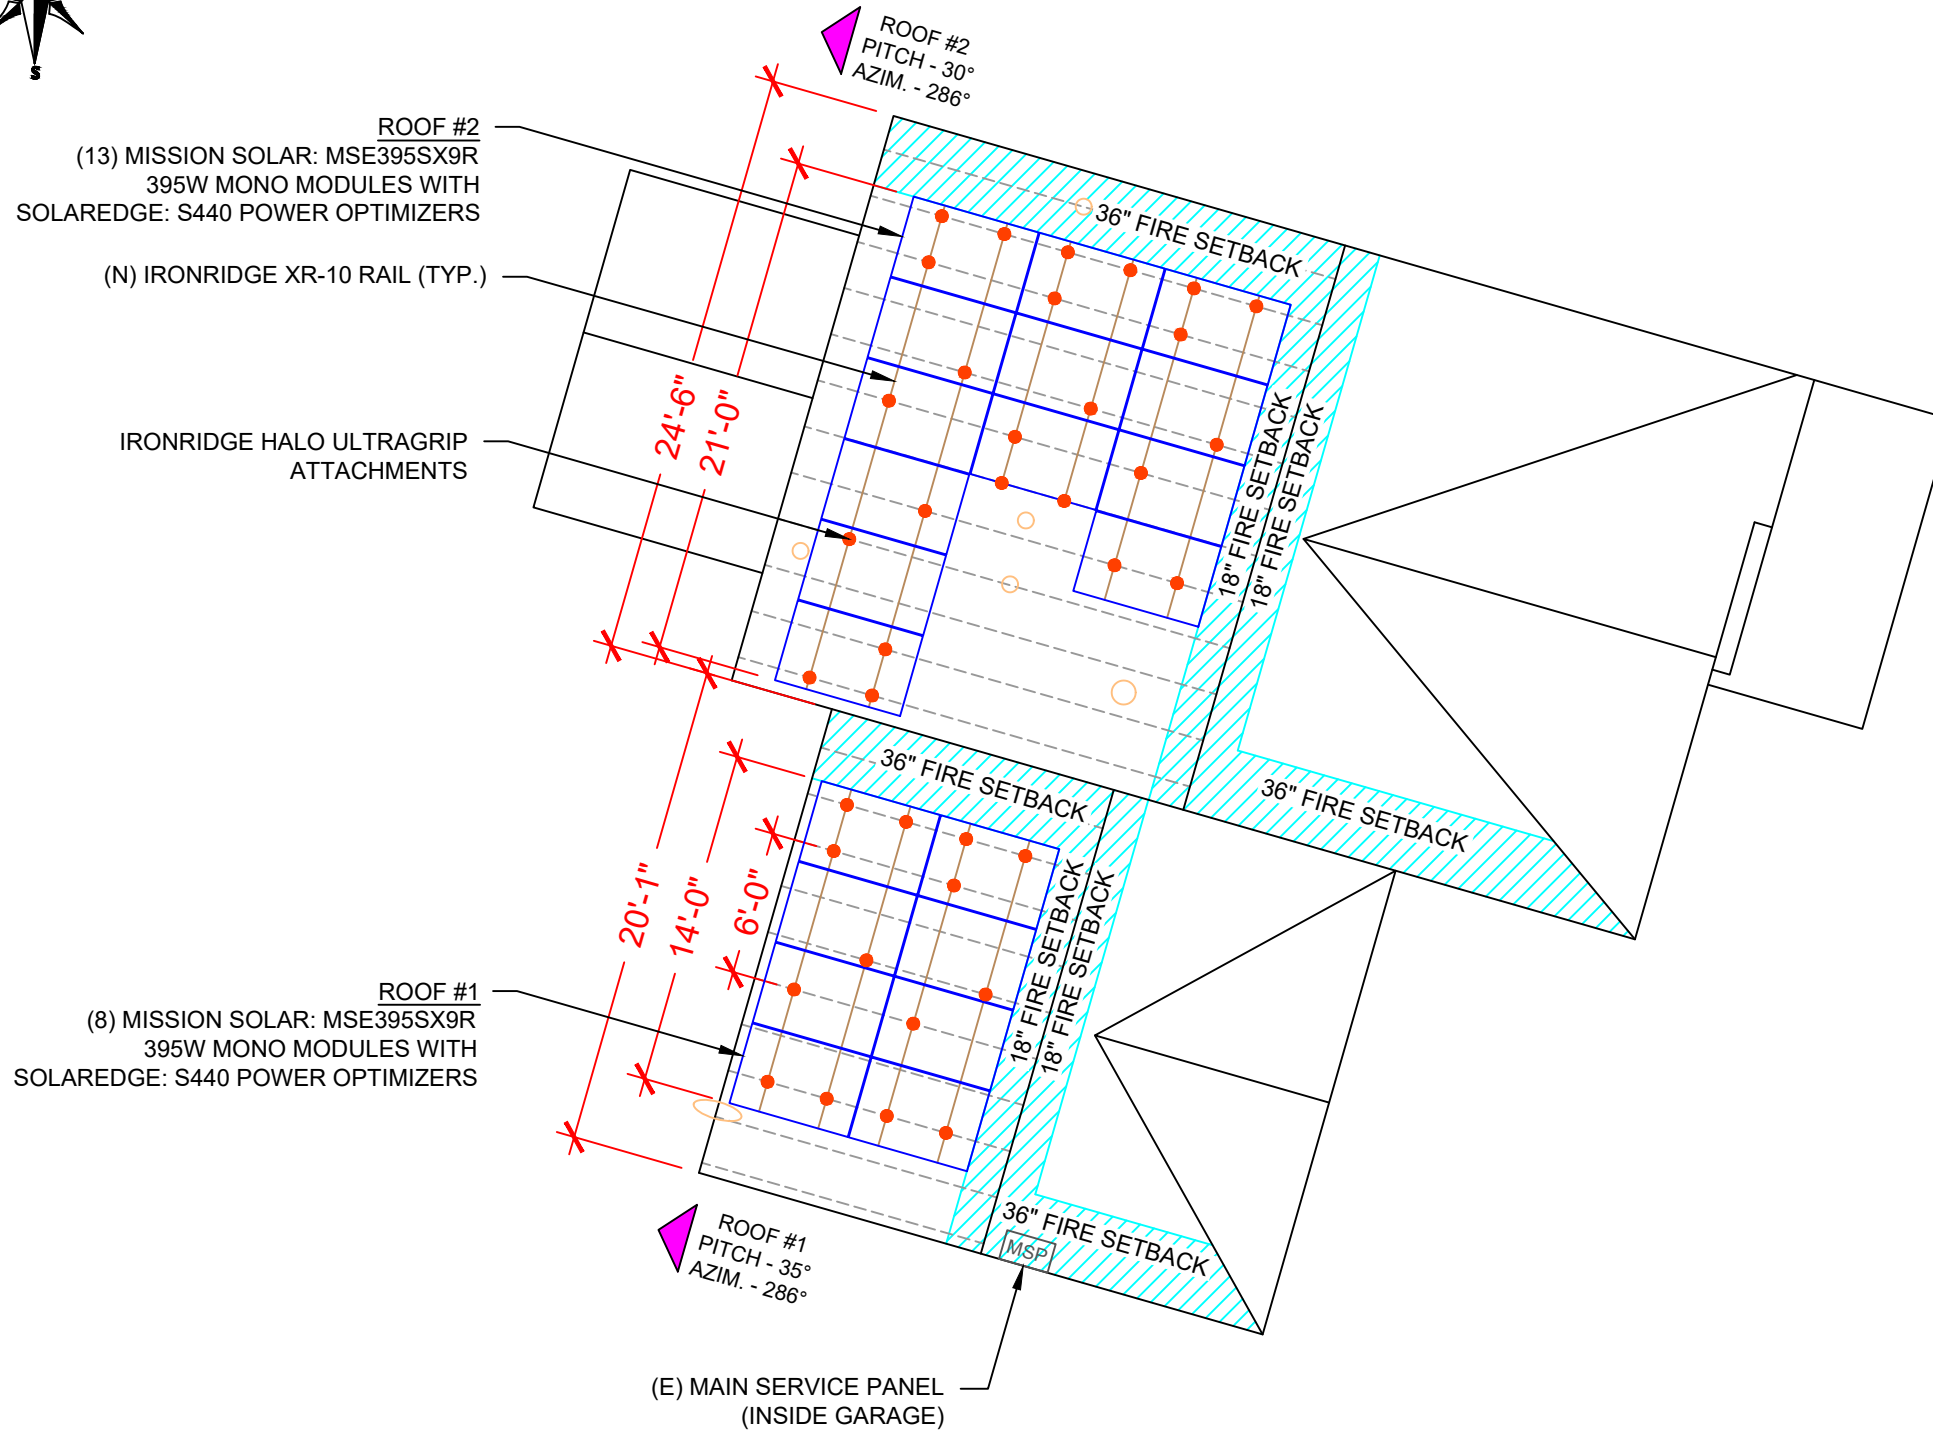 S
ROOF #2
PITCH - 30°
AZIM. - 286°
ROOF #2
(13) MISSION SOLAR: MSE395SX9R
395W MONO MODULES WITH
SOLAREDGE: S440 POWER OPTIMIZERS
36" FIRE SETBACK
(N) IRONRIDGE XR-10 RAIL (TYP.)
24'-6"
21'-0"
IRONRIDGE HALO ULTRAGRIP
ATTACHMENTS
18" FIRE SETBACK
18" FIRE SETBACK
36" FIRE SETBACK
36" FIRE SETBACK
20'-1"
14'-0"
6'-0"
18" FIRE SETBACK
18" FIRE SETBACK
ROOF #1
(8) MISSION SOLAR: MSE395SX9R
395W MONO MODULES WITH
SOLAREDGE: S440 POWER OPTIMIZERS
36" FIRE SETBACK
MSP
ROOF #1
PITCH - 35°
AZIM. - 286°
(E) MAIN SERVICE PANEL
(INSIDE GARAGE)